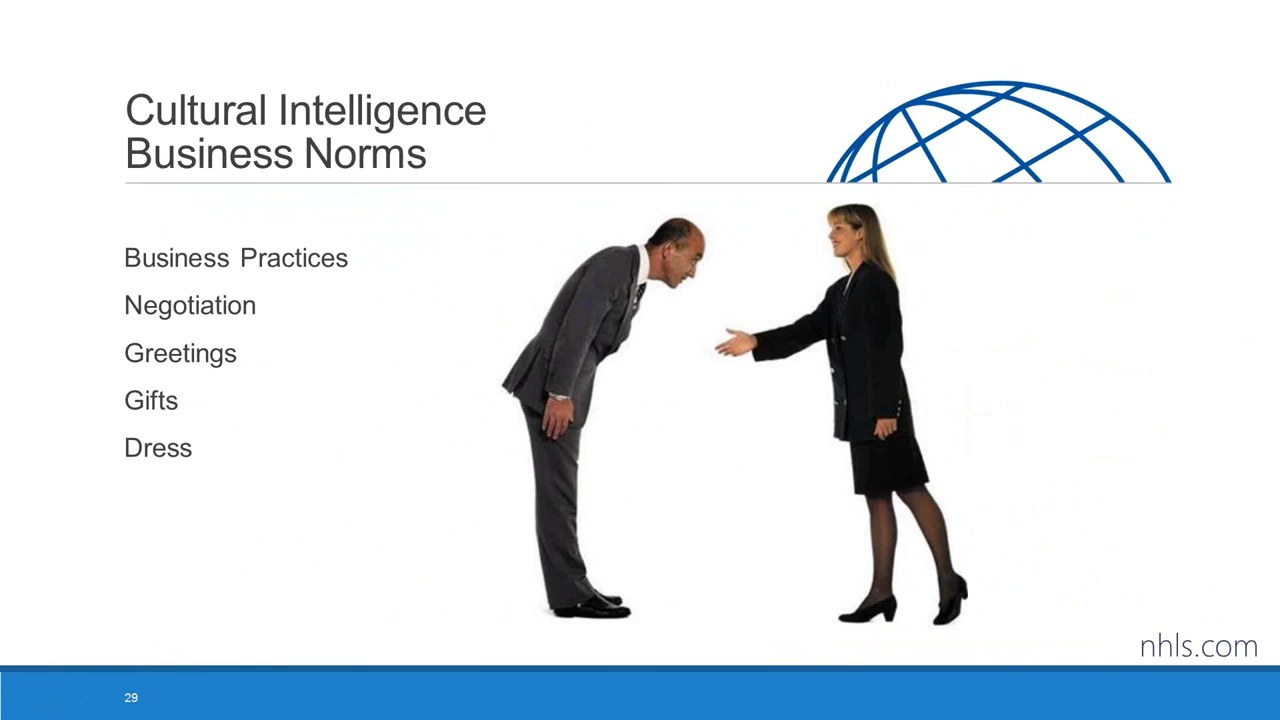 Cultural Intelligence
Business Norms
Business Practices
Negotiation
Greetings
Gifts
Dress
nhls.com
29